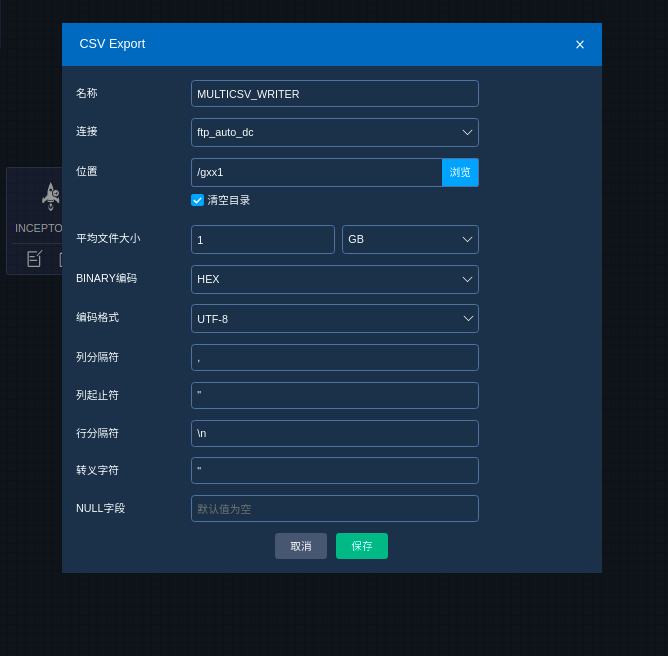 CSV Export
名称
MULTICSV_WRITER
连接
ftp_auto_dc
位置
/gxx1
浏览
清空目录
INCEPTO
平均文件大小
1
GB
BINARY编码
HEX
编码格式
UTF-8
列分隔符
,
列起止符
"
行分隔符
\n
转义字符
"
NULL字段
默认值为空
取消
保存